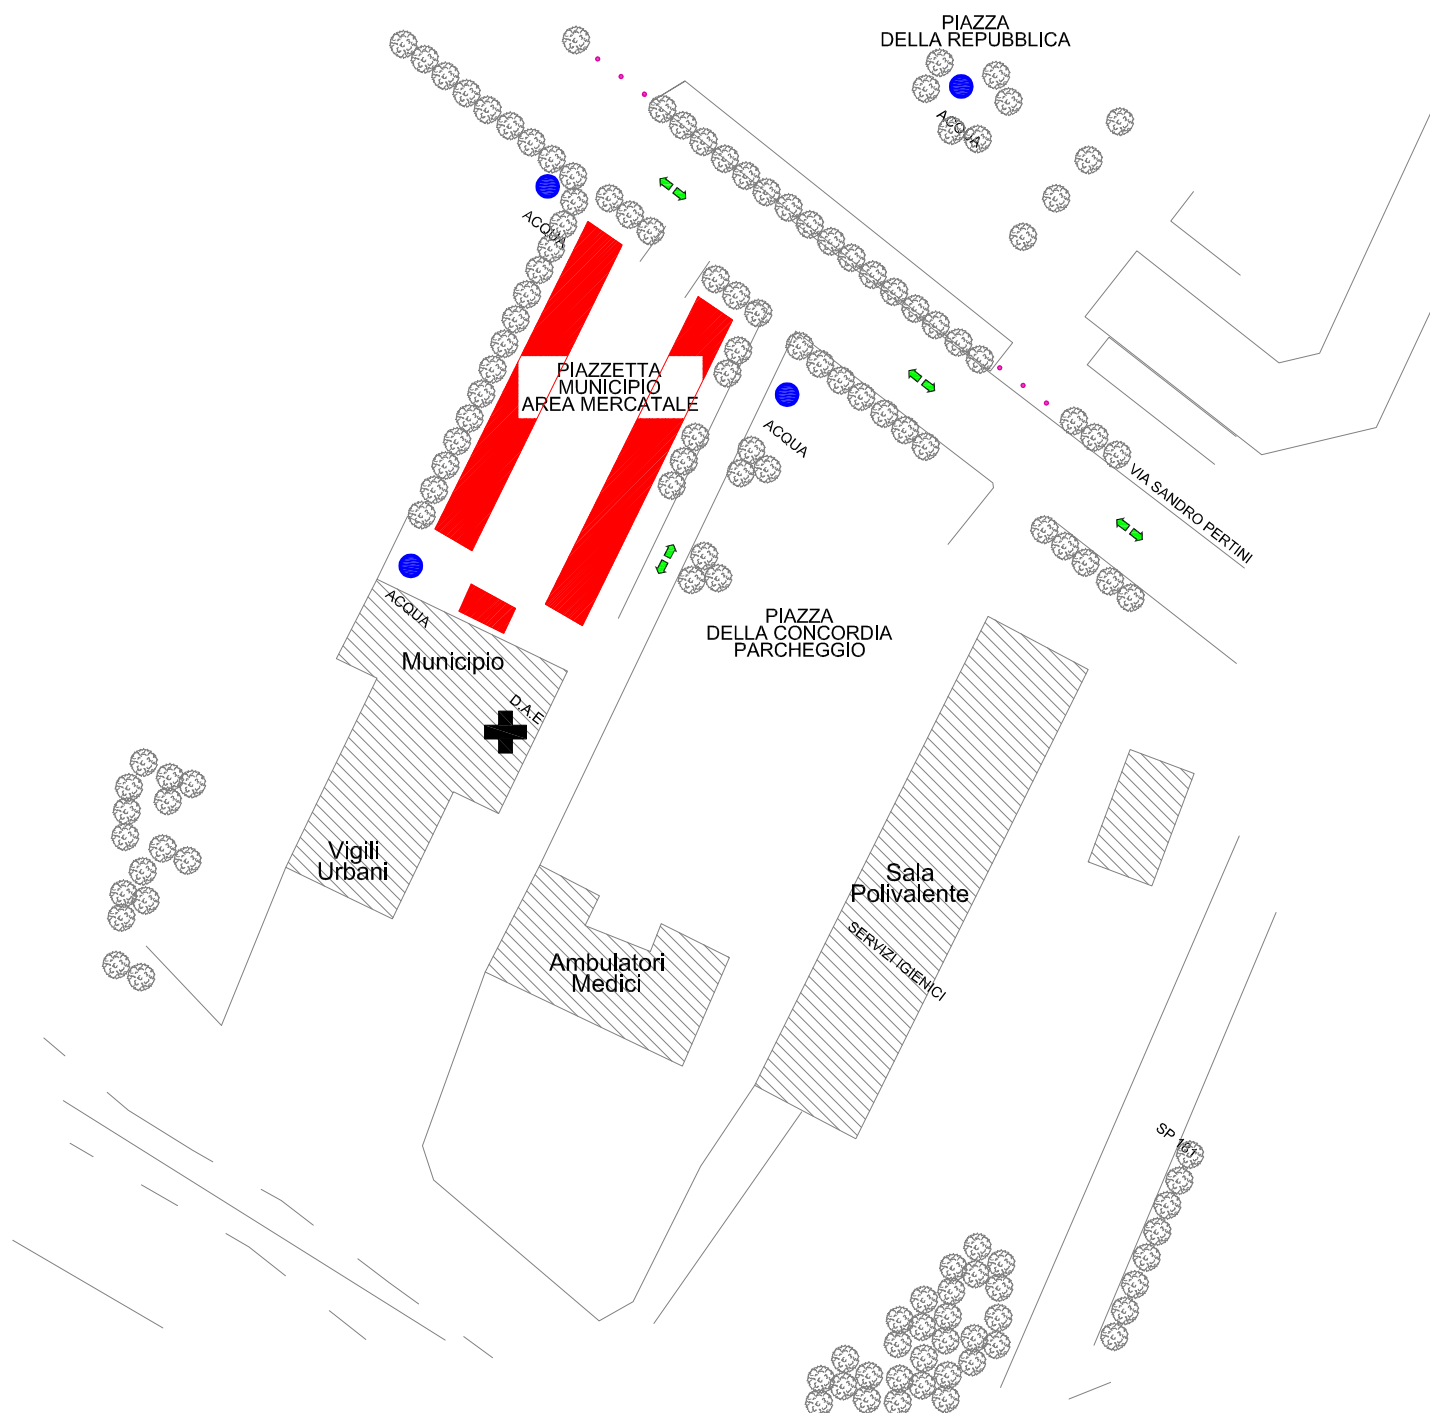 PIAZZA
DELLA REPUBBLICA
ACQUA
ACQUA
PIAZZETTA
MUNICIPIO
AREA MERCATALE
ACQUA
VIA SANDRO PERTINI
ACQUA
PIAZZA
DELLA CONCORDIA
PARCHEGGIO
Municipio
D.A.E
Vigili
Urbani
Sala
Polivalente
SERVIZI IGIENICI
Ambulatori
Medici
SP 181